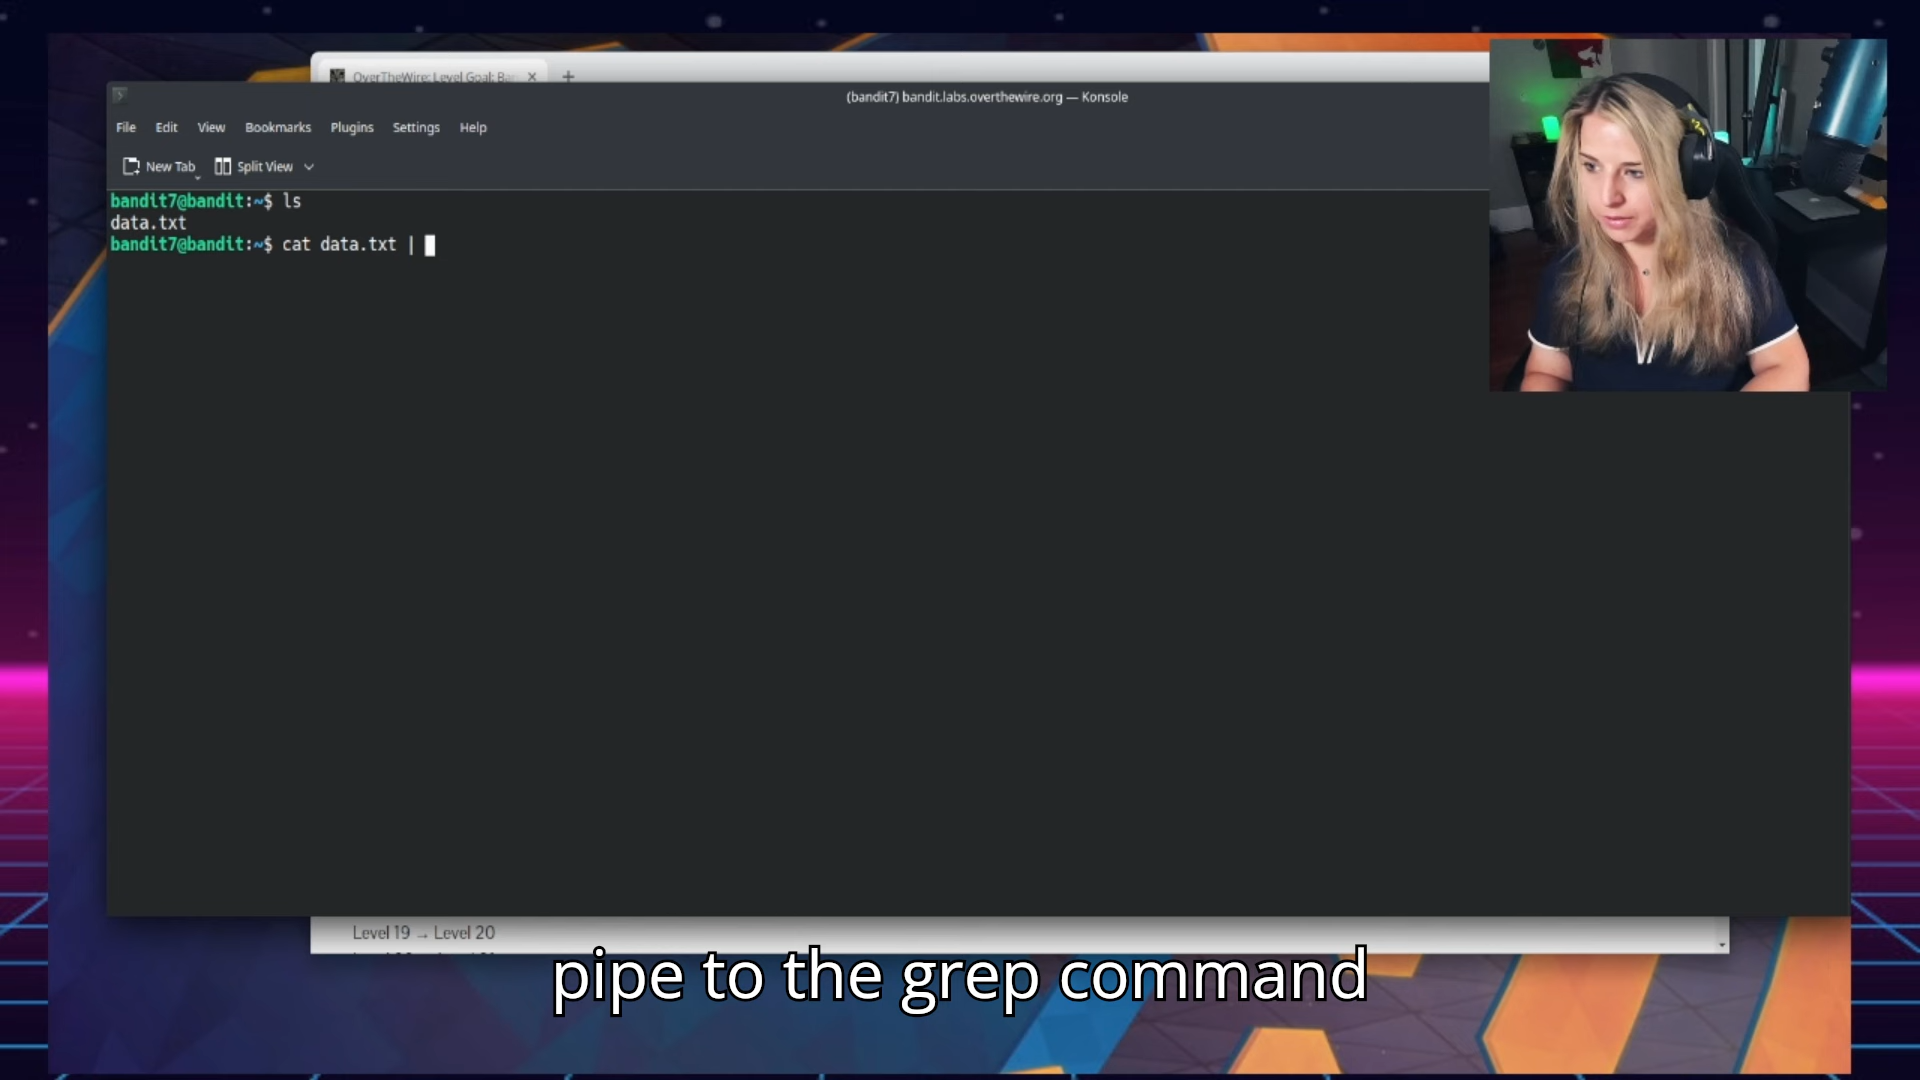 OverTheWire: Level Goal: Ban
(bandit7) bandit.labs.overthewire.org — Konsole
File Edit View Bookmarks Plugins Settings Help
New Tab Split View
bandit7@bandit:~$ ls
data.txt
bandit7@bandit:~$ cat data.txt |
Level 19 → Level 20
pipe to the grep command